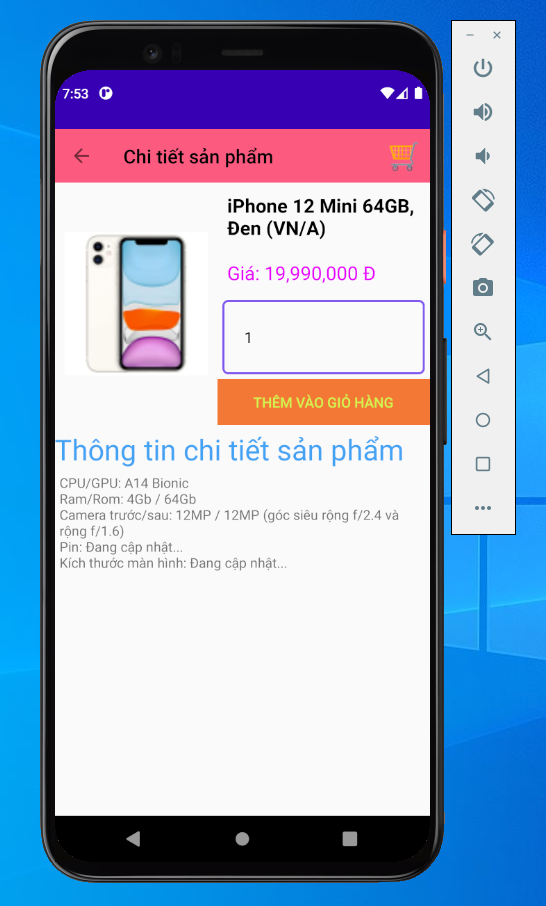 7:53
Chi tiết sản phẩm
iPhone 12 Mini 64GB,
Đen (VN/A)
Giá: 19,990,000 Đ
1
THÊM VÀO GIỎ HÀNG
Thông tin chi tiết sản phẩm
CPU/GPU: A14 Bionic
Ram/Rom: 4Gb / 64Gb
Camera trước/sau: 12MP / 12MP (góc siêu rộng f/2.4 và
rộng f/1.6)
Pin: Đang cập nhật...
Kích thước màn hình: Đang cập nhật...